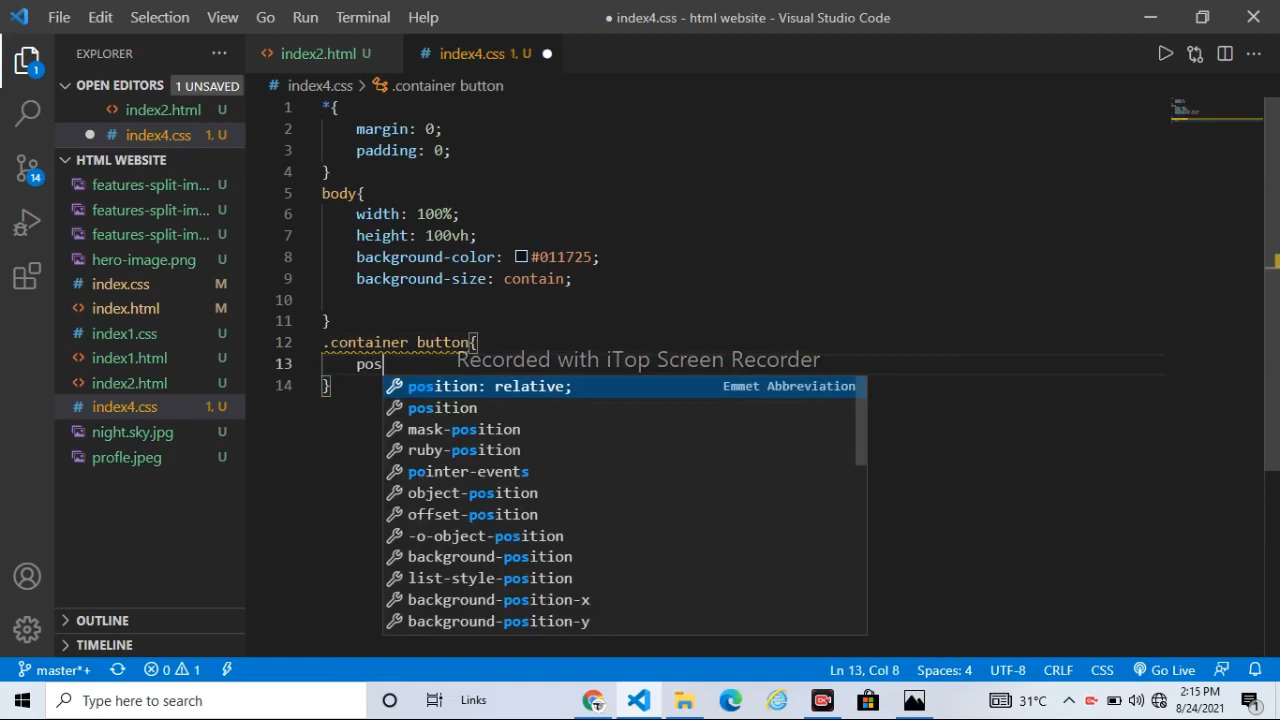 File Edit Selection View Go Run Terminal Help ● index4.css - html website - Visual Studio Code
EXPLORER ···
index2.html U
# index4.css 1, U ●
OPEN EDITORS 1 UNSAVED
index2.html U
● # index4.css 1, U
HTML WEBSITE
features-split-im... U
features-split-im... U
features-split-im... U
hero-image.png U
# index.css M
<> index.html M
# index1.css U
<> index1.html U
<> index2.html U
# index4.css 1, U
night.sky.jpg U
profle.jpeg U
OUTLINE
TIMELINE
1
14
# index4.css > .container button
1 *{
2 margin: 0;
3 padding: 0;
4 }
5 body{
6 width: 100%;
7 height: 100vh;
8 background-color: #011725;
9 background-size: contain;
10
11 }
12 .container button{
13 pos
14 }
Recorded with iTop Screen Recorder
position: relative; Emmet Abbreviation
position
mask-position
ruby-position
pointer-events
object-position
offset-position
-o-object-position
background-position
list-style-position
background-position-x
background-position-y
master*+ 0 1 Ln 13, Col 8 Spaces: 4 UTF-8 CRLF CSS Go Live
Type here to search Links 31°C 2:15 PM
8/24/2021 1